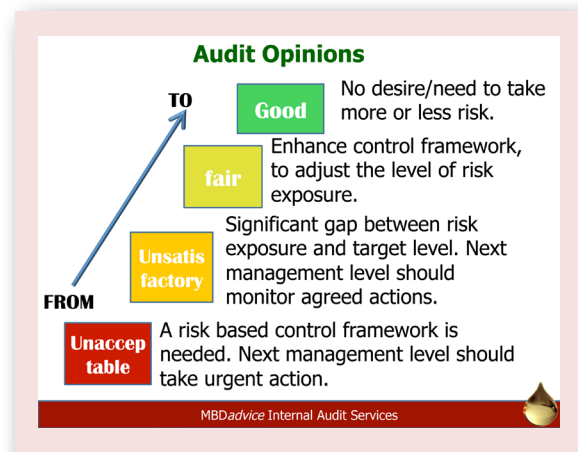 Audit Opinions
TO
Good
No desire/need to take
more or less risk.
fair
Enhance control framework,
to adjust the level of risk
exposure.
Unsatis
factory
Significant gap between risk
exposure and target level. Next
management level should
monitor agreed actions.
FROM
Unaccep
table
A risk based control framework is
needed. Next management level should
take urgent action.
MBDadvice Internal Audit Services